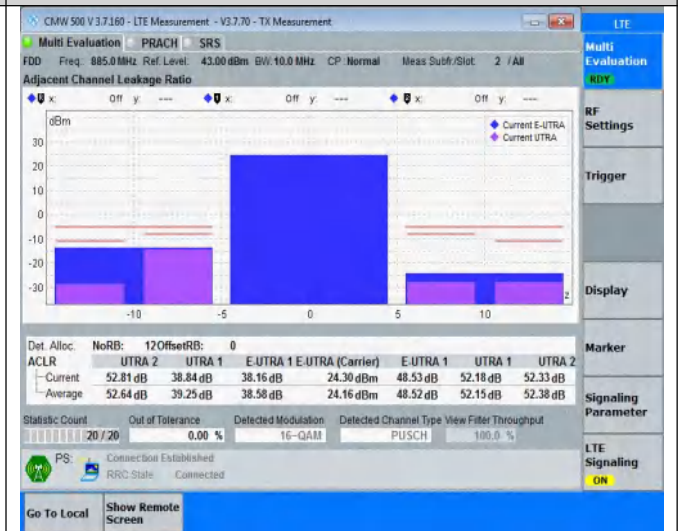 CMW 500 V 3.7.160 - LTE Measurement - V3.7.70 - TX Measurement
LTE
Multi Evaluation PRACH SRS
FDD Freq.: 885.0 MHz Ref. Level: 43.00 dBm BW: 10.0 MHz CP: Normal Meas Subfr./Slot: 2 / All
Adjacent Channel Leakage Ratio
x: Off y: --- x: Off y: --- x: Off y: ---
dBm
Current E-UTRA
Current UTRA
30
20
10
0
-10
-20
-30
z
-10 -5 0 5 10
Det. Alloc. NoRB: 12OffsetRB: 0
ACLR UTRA 2 UTRA 1 E-UTRA 1 E-UTRA (Carrier) E-UTRA 1 UTRA 1 UTRA 2
Current 52.81 dB 38.84 dB 38.16 dB 24.30 dBm 48.53 dB 52.18 dB 52.33 dB
Average 52.64 dB 39.25 dB 38.58 dB 24.16 dBm 48.52 dB 52.15 dB 52.38 dB
Statistic Count Out of Tolerance Detected Modulation Detected Channel Type View Filter Throughput
20 / 20 0.00 % 16-QAM PUSCH 100.0 %
PS: Connection Established
RRC State Connected
Multi
Evaluation
RDY
RF
Settings
Trigger
Display
Marker
Signaling
Parameter
LTE
Signaling
ON
Go To Local
Show Remote
Screen